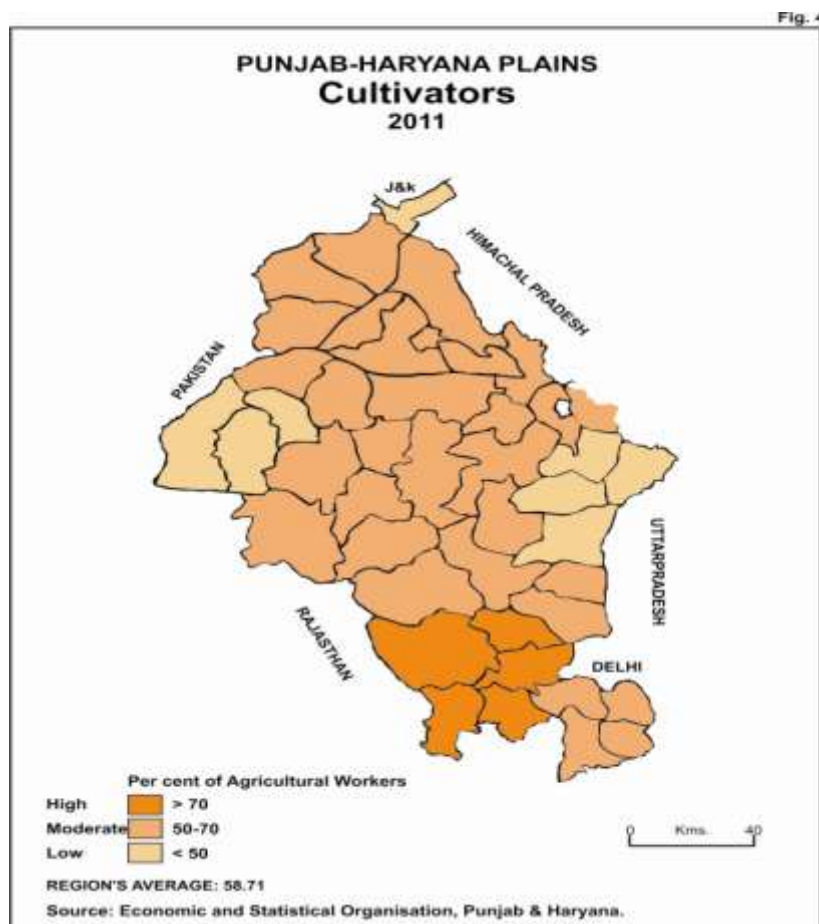 Fig. 4
PUNJAB-HARYANA PLAINS
Cultivators
2011
J&k
HIMACHAL PRADESH
PAKISTAN
UTTARPRADESH
RAJASTHAN
DELHI
Per cent of Agricultural Workers
High > 70
Moderate 50-70
Low < 50
0 Kms. 40
REGION'S AVERAGE: 58.71
Source: Economic and Statistical Organisation, Punjab & Haryana.